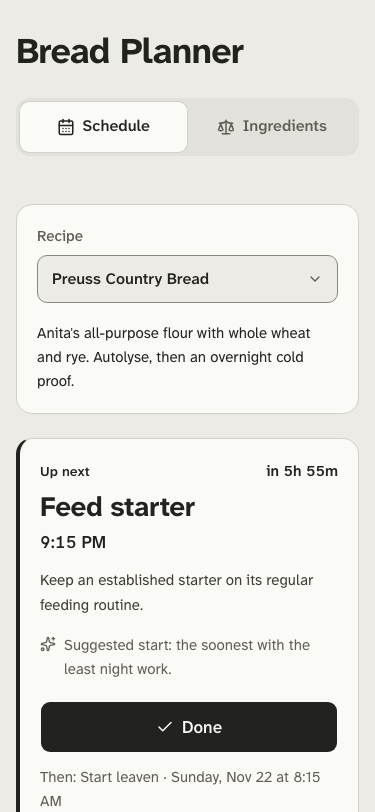 Bread Planner
Schedule
Ingredients
Recipe
Preuss Country Bread
Anita's all-purpose flour with whole wheat
and rye. Autolyse, then an overnight cold
proof.
Up next
in 5h 55m
Feed starter
9:15 PM
Keep an established starter on its regular
feeding routine.
Suggested start: the soonest with the
least night work.
Done
Then: Start leaven · Sunday, Nov 22 at 8:15
AM